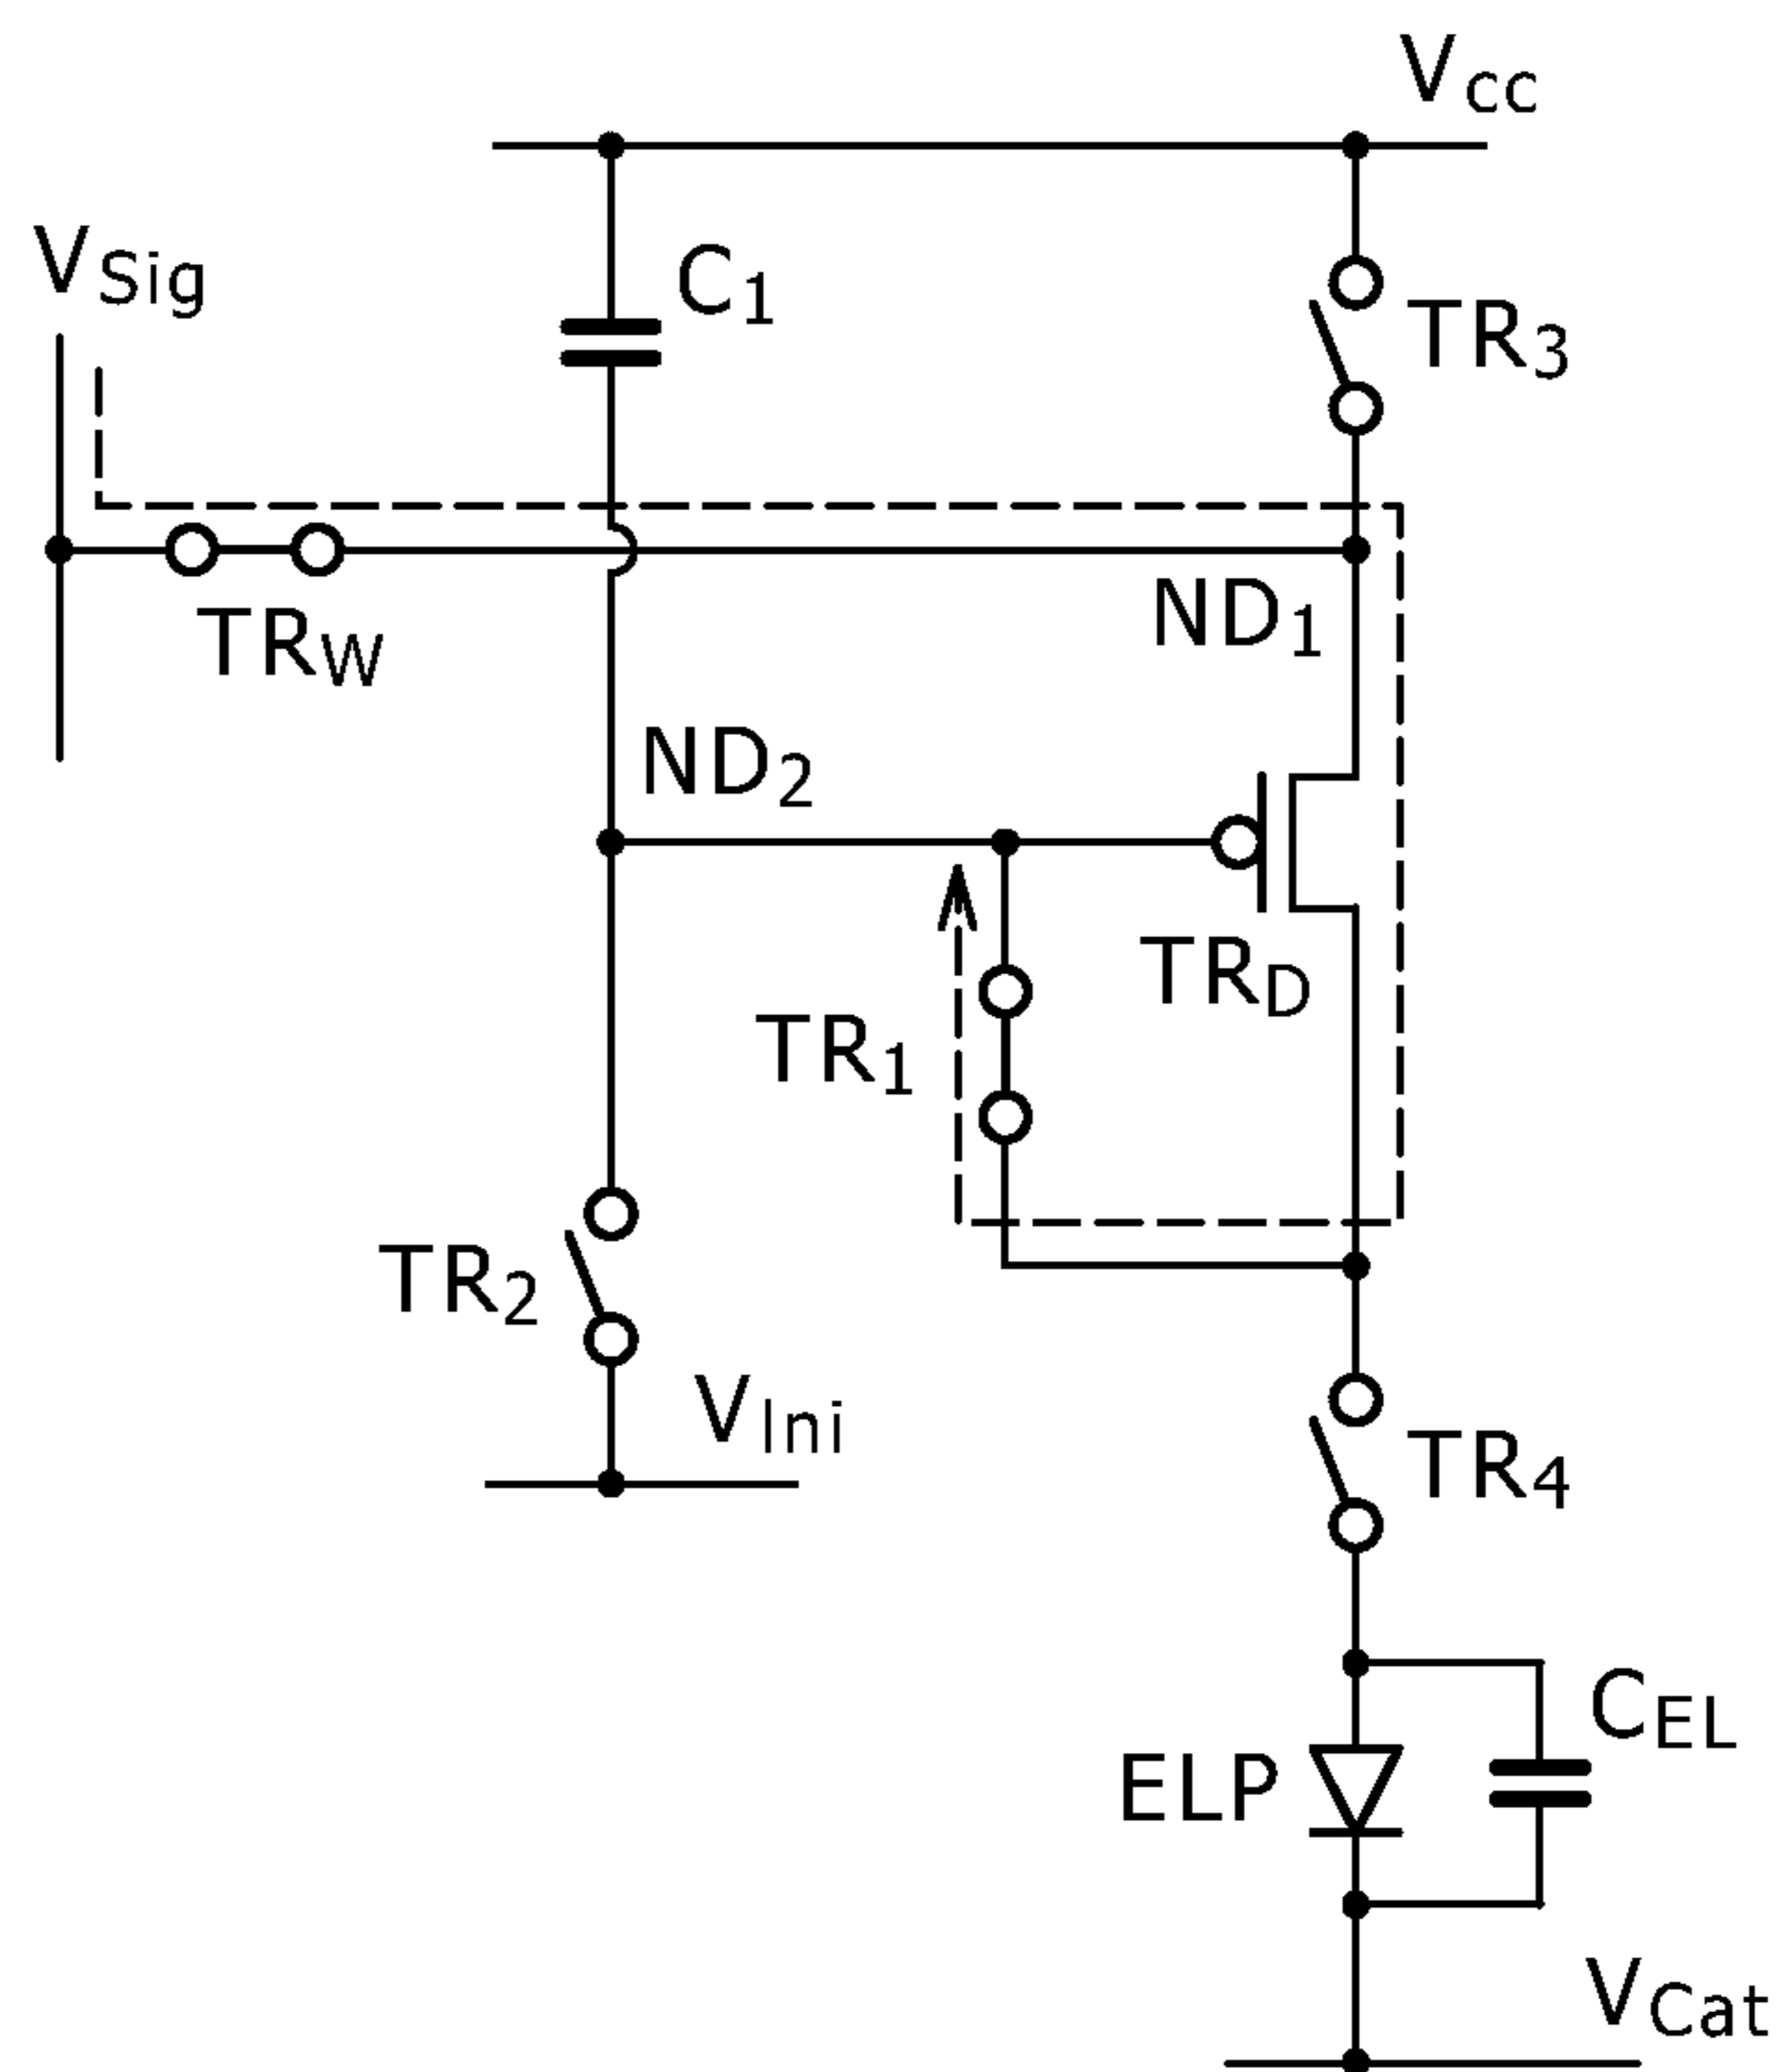 Vcc
VSig
C1
TR3
TRW
ND1
ND2
TRD
TR1
TR2
VIni
TR4
CEL
ELP
VCat